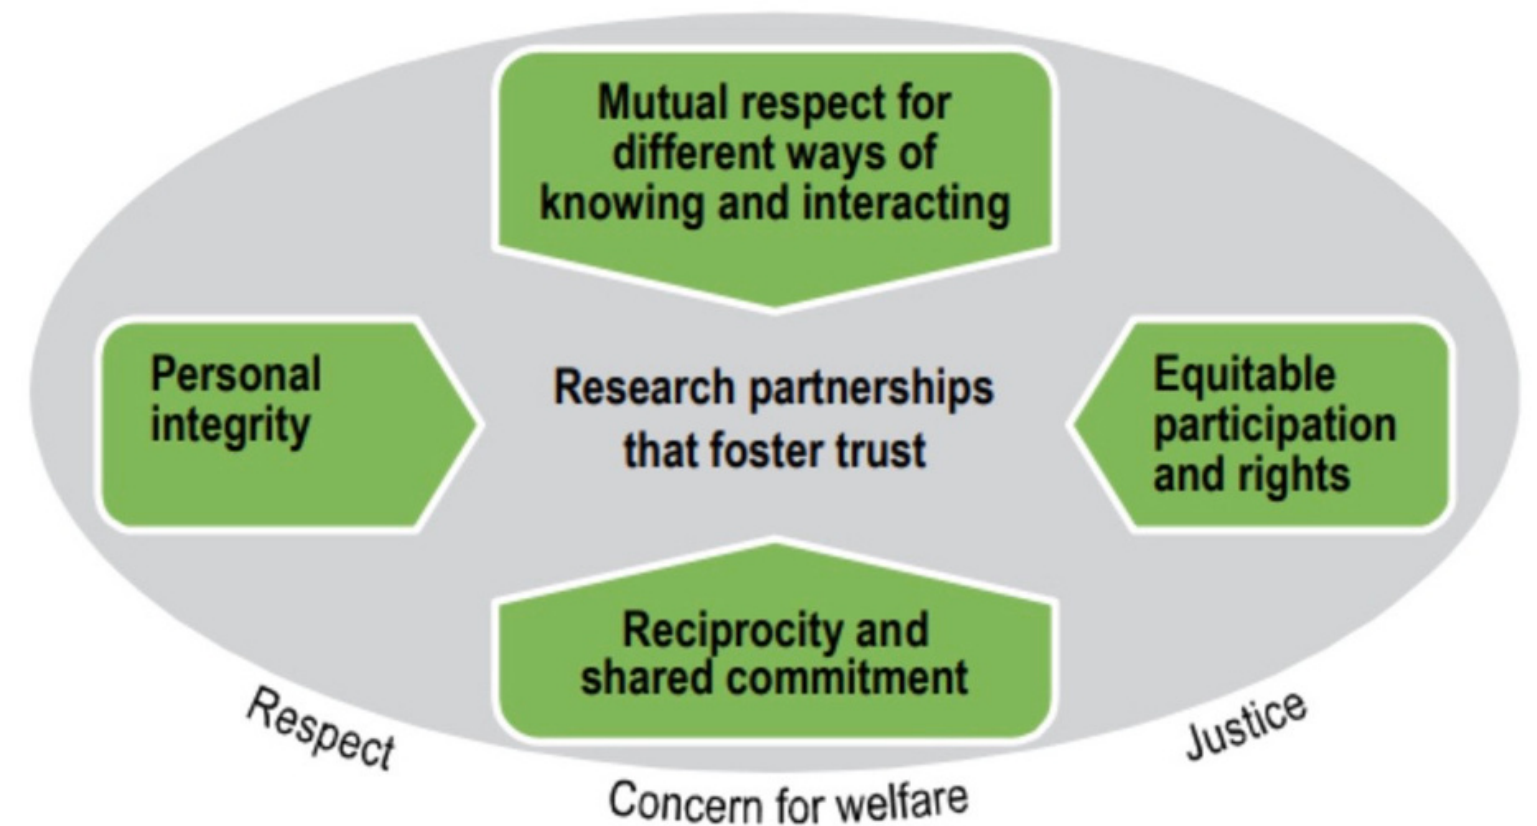 Mutual respect for
different ways of
knowing and interacting
Personal
integrity
Research partnerships
that foster trust
Equitable
participation
and rights
Reciprocity and
shared commitment
Respect
Concern for welfare
Justice